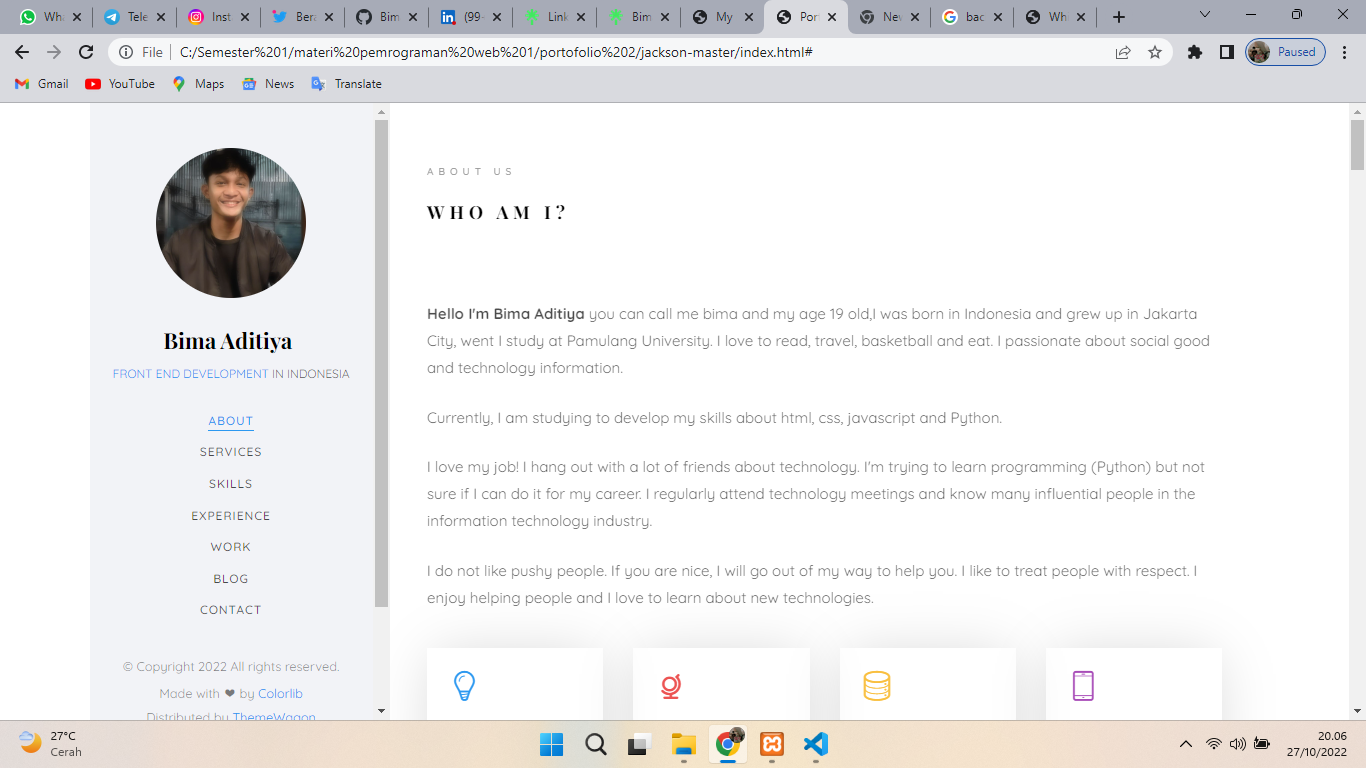 Wha
Tele
Inst
Bera
Bim
(99+
Link
Bim
My
Por
Nev
bac
Wh
File
C:/Semester%201/materi%20pemrograman%20web%201/portofolio%202/jackson-master/index.html#
Paused
Gmail
YouTube
Maps
News
Translate
Bima Aditiya
FRONT END DEVELOPMENT IN INDONESIA
ABOUT
SERVICES
SKILLS
EXPERIENCE
WORK
BLOG
CONTACT
© Copyright 2022 All rights reserved.
Made with ❤ by Colorlib
Distributed by ThemeWagon
ABOUT US
WHO AM I?
Hello I'm Bima Aditiya you can call me bima and my age 19 old,I was born in Indonesia and grew up in Jakarta
City, went I study at Pamulang University. I love to read, travel, basketball and eat. I passionate about social good
and technology information.
Currently, I am studying to develop my skills about html, css, javascript and Python.
I love my job! I hang out with a lot of friends about technology. I'm trying to learn programming (Python) but not
sure if I can do it for my career. I regularly attend technology meetings and know many influential people in the
information technology industry.
I do not like pushy people. If you are nice, I will go out of my way to help you. I like to treat people with respect. I
enjoy helping people and I love to learn about new technologies.
27°C
Cerah
20.06
27/10/2022